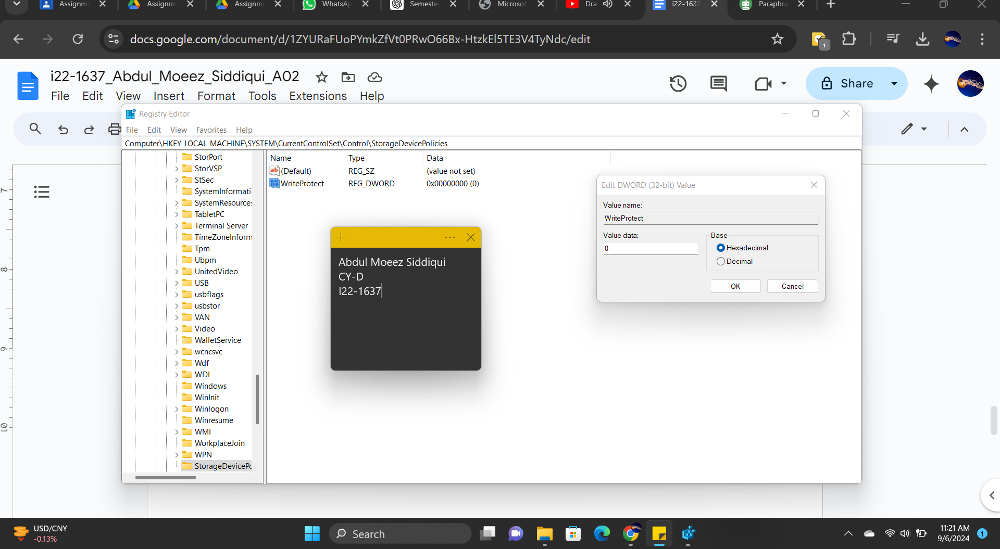 Assignm
Assignm
Assignm
WhatsAp
Semeste
Microsof
Dra
i22-1637
Paraphra
docs.google.com/document/d/1ZYURaFUoPYmkZfVt0PRwO66Bx-HtzkEl5TE3V4TyNdc/edit
1
i22-1637_Abdul_Moeez_Siddiqui_A02
File Edit View Insert Format Tools Extensions Help
Share
Registry Editor
File Edit View Favorites Help
Computer\HKEY_LOCAL_MACHINE\SYSTEM\CurrentControlSet\Control\StorageDevicePolicies
StorPort
StorVSP
StSec
SystemInformati
SystemResources
TabletPC
Terminal Server
TimeZoneInform
Tpm
Ubpm
UnitedVideo
USB
usbflags
usbstor
VAN
Video
WalletService
wcncsvc
Wdf
WDI
Windows
WinInit
Winlogon
Winresume
WMI
WorkplaceJoin
WPN
StorageDevicePo
Name Type Data
(Default) REG_SZ (value not set)
WriteProtect REG_DWORD 0x00000000 (0)
Abdul Moeez Siddiqui
CY-D
I22-1637
Edit DWORD (32-bit) Value
Value name:
WriteProtect
Value data:
0
Base
Hexadecimal
Decimal
OK Cancel
7
8
9
10
USD/CNY
-0.13%
Search
11:21 AM
9/6/2024
1